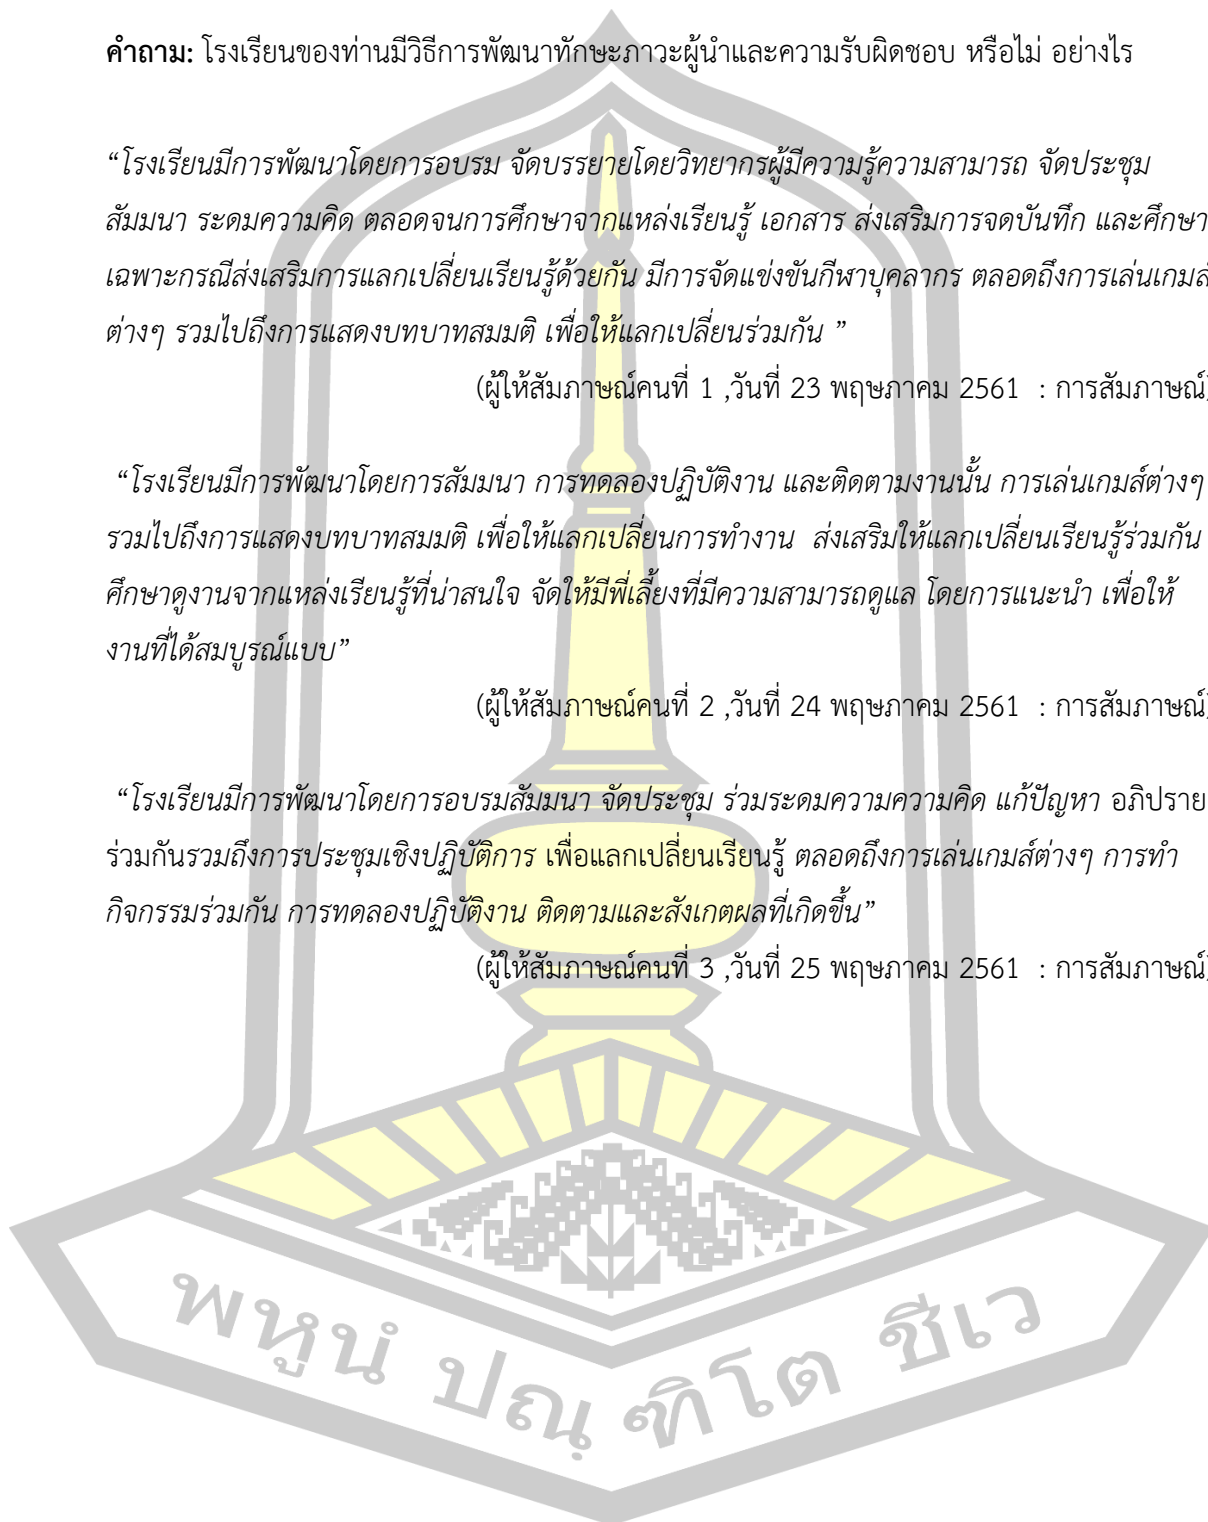 คำถาม: โรงเรียนของท่านมีวิธีการพัฒนาทักษะภาวะผู้นำและความรับผิดชอบ หรือไม่ อย่างไร
“โรงเรียนมีการพัฒนาโดยการอบรม จัดบรรยายโดยวิทยากรผู้มีความรู้ความสามารถ จัดประชุม
สัมมนา ระดมความคิด ตลอดจนการศึกษาจากแหล่งเรียนรู้ เอกสาร ส่งเสริมการจดบันทึก และศึกษา
เฉพาะกรณีส่งเสริมการแลกเปลี่ยนเรียนรู้ด้วยกัน มีการจัดแข่งขันกีฬาบุคลากร ตลอดถึงการเล่นเกมส์
ต่างๆ รวมไปถึงการแสดงบทบาทสมมติ เพื่อให้แลกเปลี่ยนร่วมกัน ”
(ผู้ให้สัมภาษณ์คนที่ 1 ,วันที่ 23 พฤษภาคม 2561 : การสัมภาษณ์)
“โรงเรียนมีการพัฒนาโดยการสัมมนา การทดลองปฏิบัติงาน และติดตามงานนั้น การเล่นเกมส์ต่างๆ
รวมไปถึงการแสดงบทบาทสมมติ เพื่อให้แลกเปลี่ยนการทำงาน ส่งเสริมให้แลกเปลี่ยนเรียนรู้ร่วมกัน
ศึกษาดูงานจากแหล่งเรียนรู้ที่น่าสนใจ จัดให้มีพี่เลี้ยงที่มีความสามารถดูแล โดยการแนะนำ เพื่อให้
งานที่ได้สมบูรณ์แบบ”
(ผู้ให้สัมภาษณ์คนที่ 2 ,วันที่ 24 พฤษภาคม 2561 : การสัมภาษณ์)
“โรงเรียนมีการพัฒนาโดยการอบรมสัมมนา จัดประชุม ร่วมระดมความความคิด แก้ปัญหา อภิปราย
ร่วมกันรวมถึงการประชุมเชิงปฏิบัติการ เพื่อแลกเปลี่ยนเรียนรู้ ตลอดถึงการเล่นเกมส์ต่างๆ การทำ
กิจกรรมร่วมกัน การทดลองปฏิบัติงาน ติดตามและสังเกตผลที่เกิดขึ้น”
(ผู้ให้สัมภาษณ์คนที่ 3 ,วันที่ 25 พฤษภาคม 2561 : การสัมภาษณ์)
พหูนํ ปณฺฑิโต ชีเว